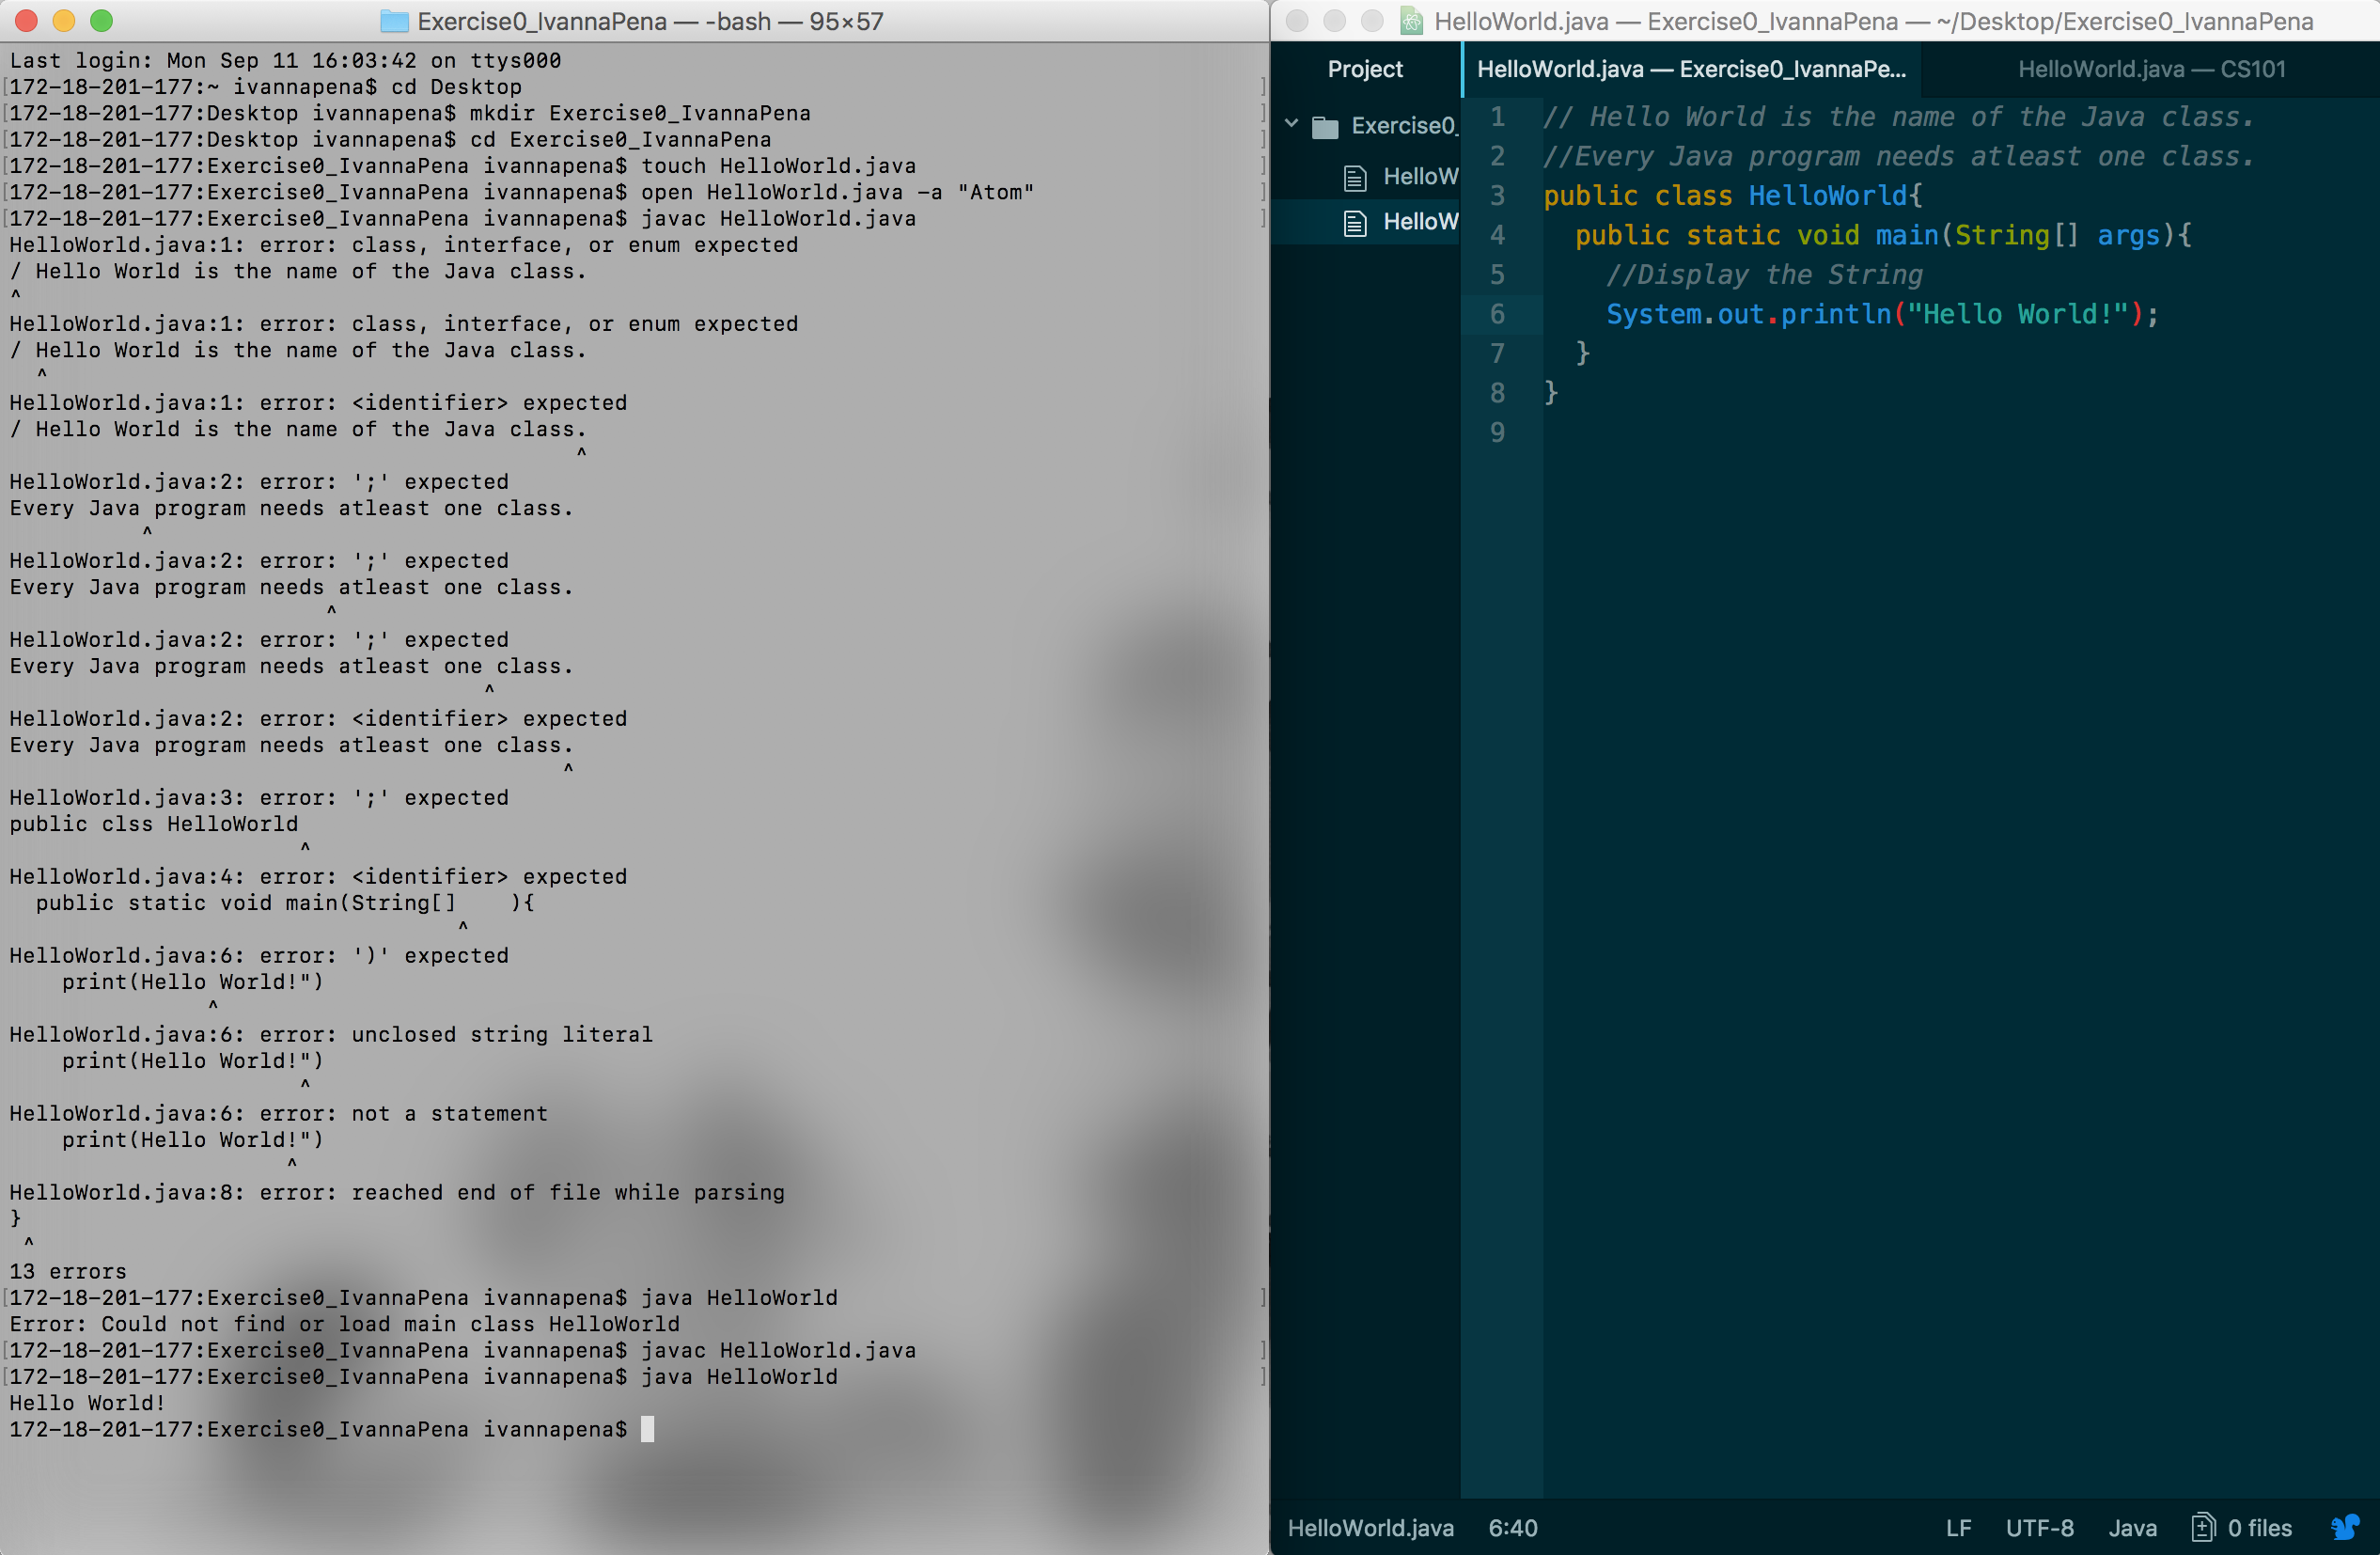 Exercise0_IvannaPena — -bash — 95×57
Last login: Mon Sep 11 16:03:42 on ttys000
[172-18-201-177:~ ivannapena$ cd Desktop ]
[172-18-201-177:Desktop ivannapena$ mkdir Exercise0_IvannaPena ]
[172-18-201-177:Desktop ivannapena$ cd Exercise0_IvannaPena ]
[172-18-201-177:Exercise0_IvannaPena ivannapena$ touch HelloWorld.java ]
[172-18-201-177:Exercise0_IvannaPena ivannapena$ open HelloWorld.java -a "Atom" ]
[172-18-201-177:Exercise0_IvannaPena ivannapena$ javac HelloWorld.java ]
HelloWorld.java:1: error: class, interface, or enum expected
/ Hello World is the name of the Java class.
^
HelloWorld.java:1: error: class, interface, or enum expected
/ Hello World is the name of the Java class.
^
HelloWorld.java:1: error: <identifier> expected
/ Hello World is the name of the Java class.
^
HelloWorld.java:2: error: ';' expected
Every Java program needs atleast one class.
^
HelloWorld.java:2: error: ';' expected
Every Java program needs atleast one class.
^
HelloWorld.java:2: error: ';' expected
Every Java program needs atleast one class.
^
HelloWorld.java:2: error: <identifier> expected
Every Java program needs atleast one class.
^
HelloWorld.java:3: error: ';' expected
public clss HelloWorld
^
HelloWorld.java:4: error: <identifier> expected
public static void main(String[]    ){
^
HelloWorld.java:6: error: ')' expected
print(Hello World!")
^
HelloWorld.java:6: error: unclosed string literal
print(Hello World!")
^
HelloWorld.java:6: error: not a statement
print(Hello World!")
^
HelloWorld.java:8: error: reached end of file while parsing
}
^
13 errors
[172-18-201-177:Exercise0_IvannaPena ivannapena$ java HelloWorld ]
Error: Could not find or load main class HelloWorld
[172-18-201-177:Exercise0_IvannaPena ivannapena$ javac HelloWorld.java ]
[172-18-201-177:Exercise0_IvannaPena ivannapena$ java HelloWorld ]
Hello World!
172-18-201-177:Exercise0_IvannaPena ivannapena$
HelloWorld.java — Exercise0_IvannaPena — ~/Desktop/Exercise0_IvannaPena
Project
Exercise0_
HelloW
HelloW
HelloWorld.java — Exercise0_IvannaPe...
HelloWorld.java — CS101
1 // Hello World is the name of the Java class.
2 //Every Java program needs atleast one class.
3 public class HelloWorld{
4 public static void main(String[] args){
5 //Display the String
6 System.out.println("Hello World!");
7 }
8 }
9
HelloWorld.java 6:40 LF UTF-8 Java 0 files